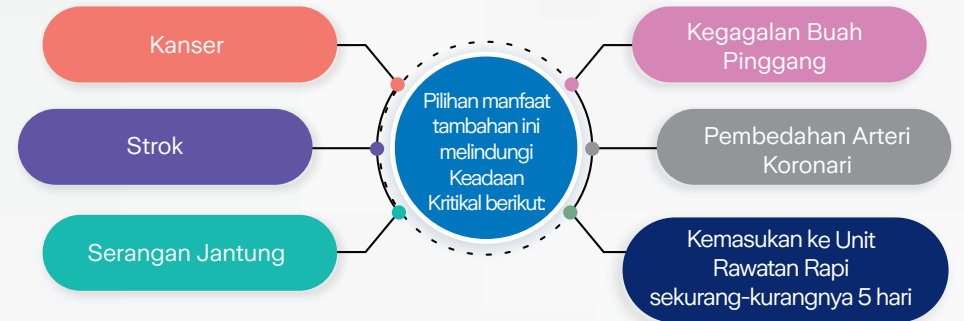 Pilihan manfaat
tambahan ini
melindungi
Keadaan
Kritikal berikut:
Kanser
Strok
Serangan Jantung
Kegagalan Buah
Pinggang
Pembedahan Arteri
Koronari
Kemasukan ke Unit
Rawatan Rapi
sekurang-kurangnya 5 hari